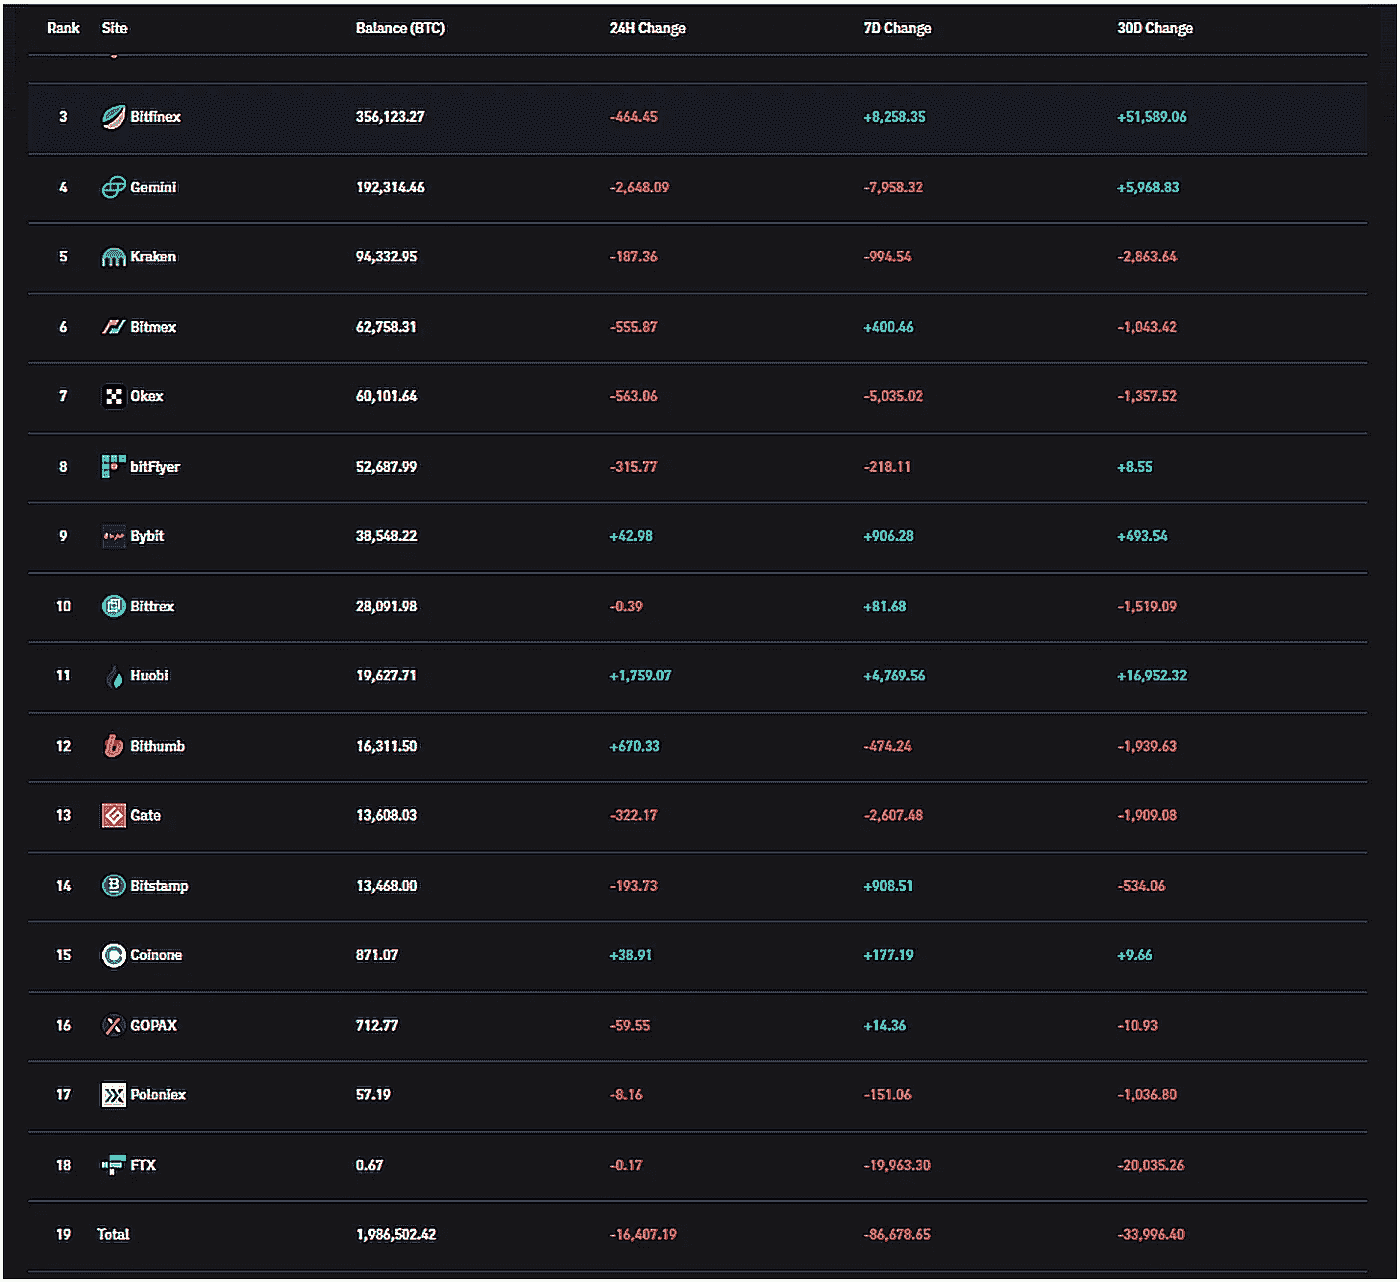 Rank Site Balance (BTC) 24H Change 7D Change 30D Change
3 Bitfinex 356,123.27 -464.45 +8,258.35 +51,589.06
4 Gemini 192,314.46 -2,648.09 -7,958.32 +5,968.83
5 Kraken 94,332.95 -187.36 -994.54 -2,863.64
6 Bitmex 62,758.31 -555.87 +400.46 -1,043.42
7 Okex 60,101.64 -563.06 -5,035.02 -1,357.52
8 bitFlyer 52,687.99 -315.77 -218.11 +8.55
9 Bybit 38,548.22 +42.98 +906.28 +493.54
10 Bittrex 28,091.98 -0.39 +81.68 -1,519.09
11 Huobi 19,627.71 +1,759.07 +4,769.56 +16,952.32
12 Bithumb 16,311.50 +670.33 -474.24 -1,939.63
13 Gate 13,608.03 -322.17 -2,607.48 -1,909.08
14 Bitstamp 13,468.00 -193.73 +908.51 -534.06
15 Coinone 871.07 +38.91 +177.19 +9.66
16 GOPAX 712.77 -59.55 +14.36 -10.93
17 Poloniex 57.19 -8.16 -151.06 -1,036.80
18 FTX 0.67 -0.17 -19,963.30 -20,035.26
19 Total 1,986,502.42 -16,407.19 -86,678.65 -33,996.40